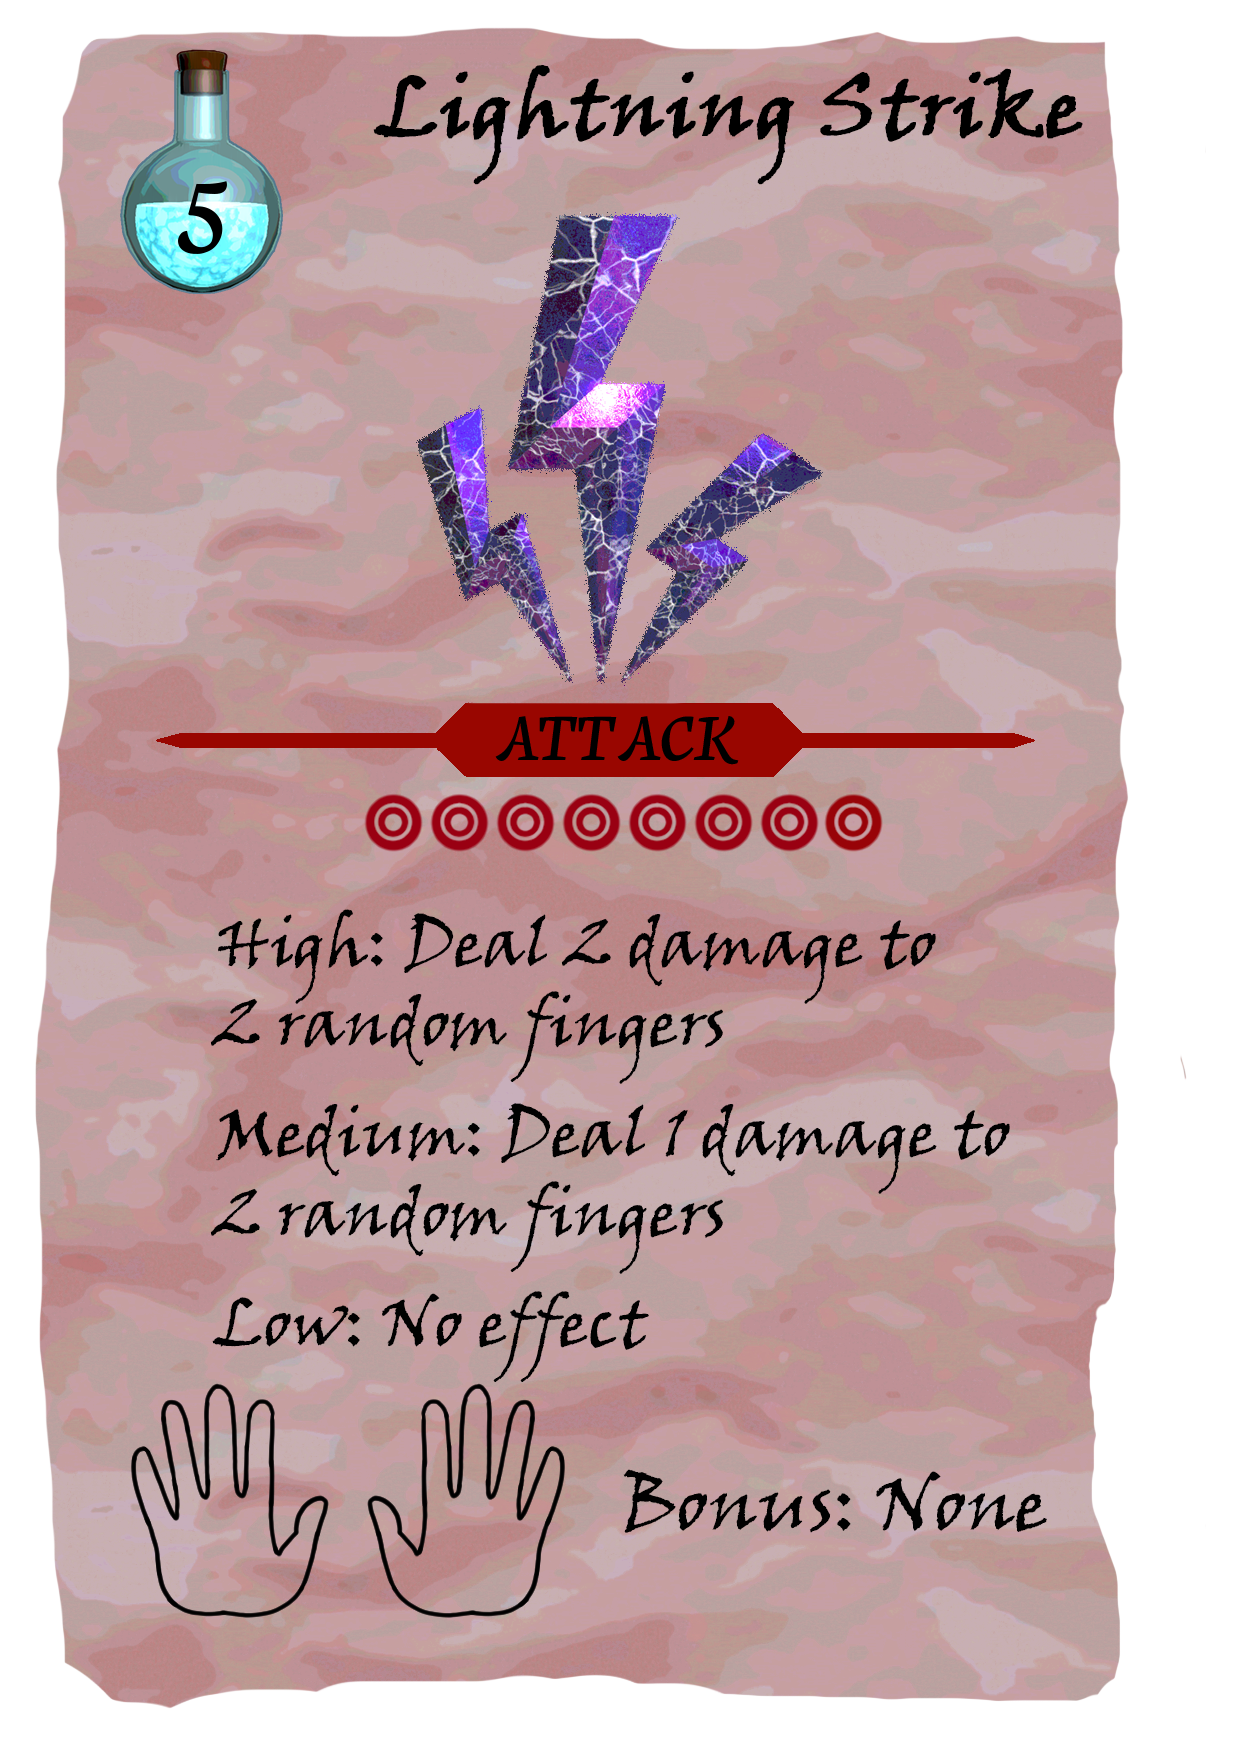 5
Lightning Strike
ATTACK
High: Deal 2 damage to
2 random fingers
Medium: Deal 1 damage to
2 random fingers
Low: No effect
Bonus: None